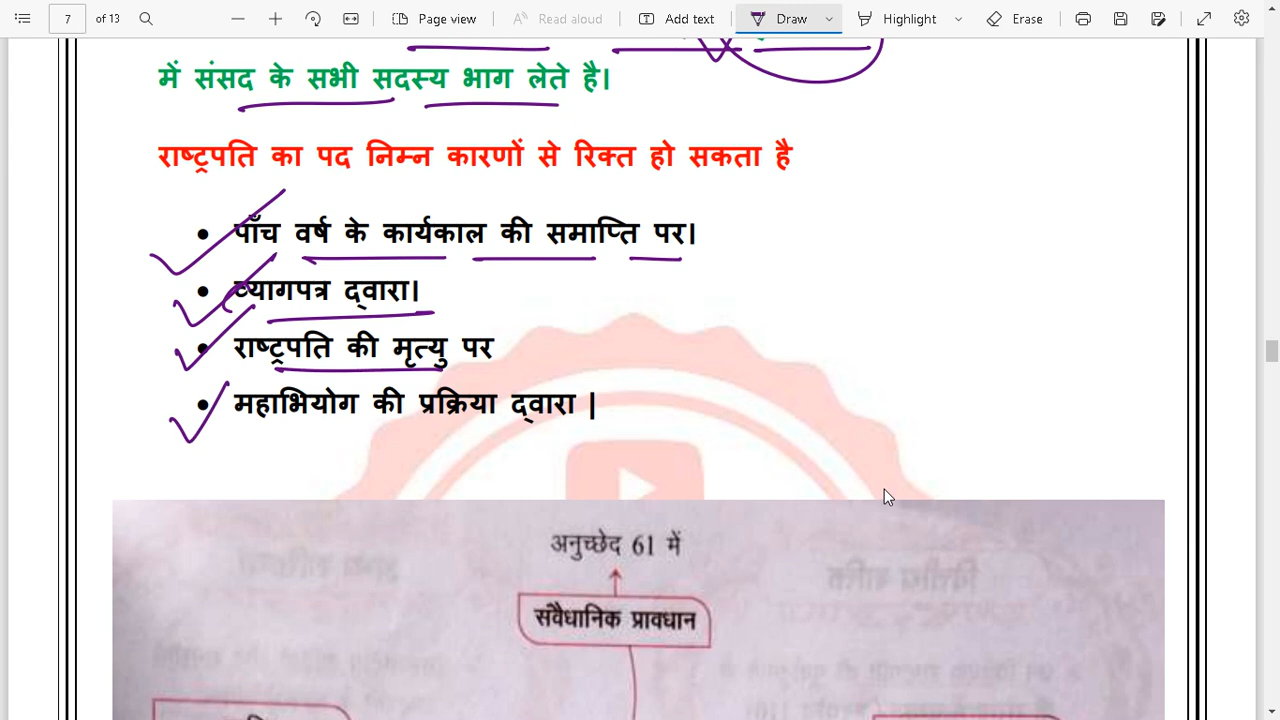 7 of 13 Page view Read aloud Add text Draw Highlight Erase
में संसद के सभी सदस्य भाग लेते है।
राष्ट्रपति का पद निम्न कारणों से रिक्त हो सकता है
• पाँच वर्ष के कार्यकाल की समाप्ति पर।
• त्यागपत्र द्वारा।
• राष्ट्रपति की मृत्यु पर
• महाभियोग की प्रक्रिया द्वारा |
अनुच्छेद 61 में
संवैधानिक प्रावधान